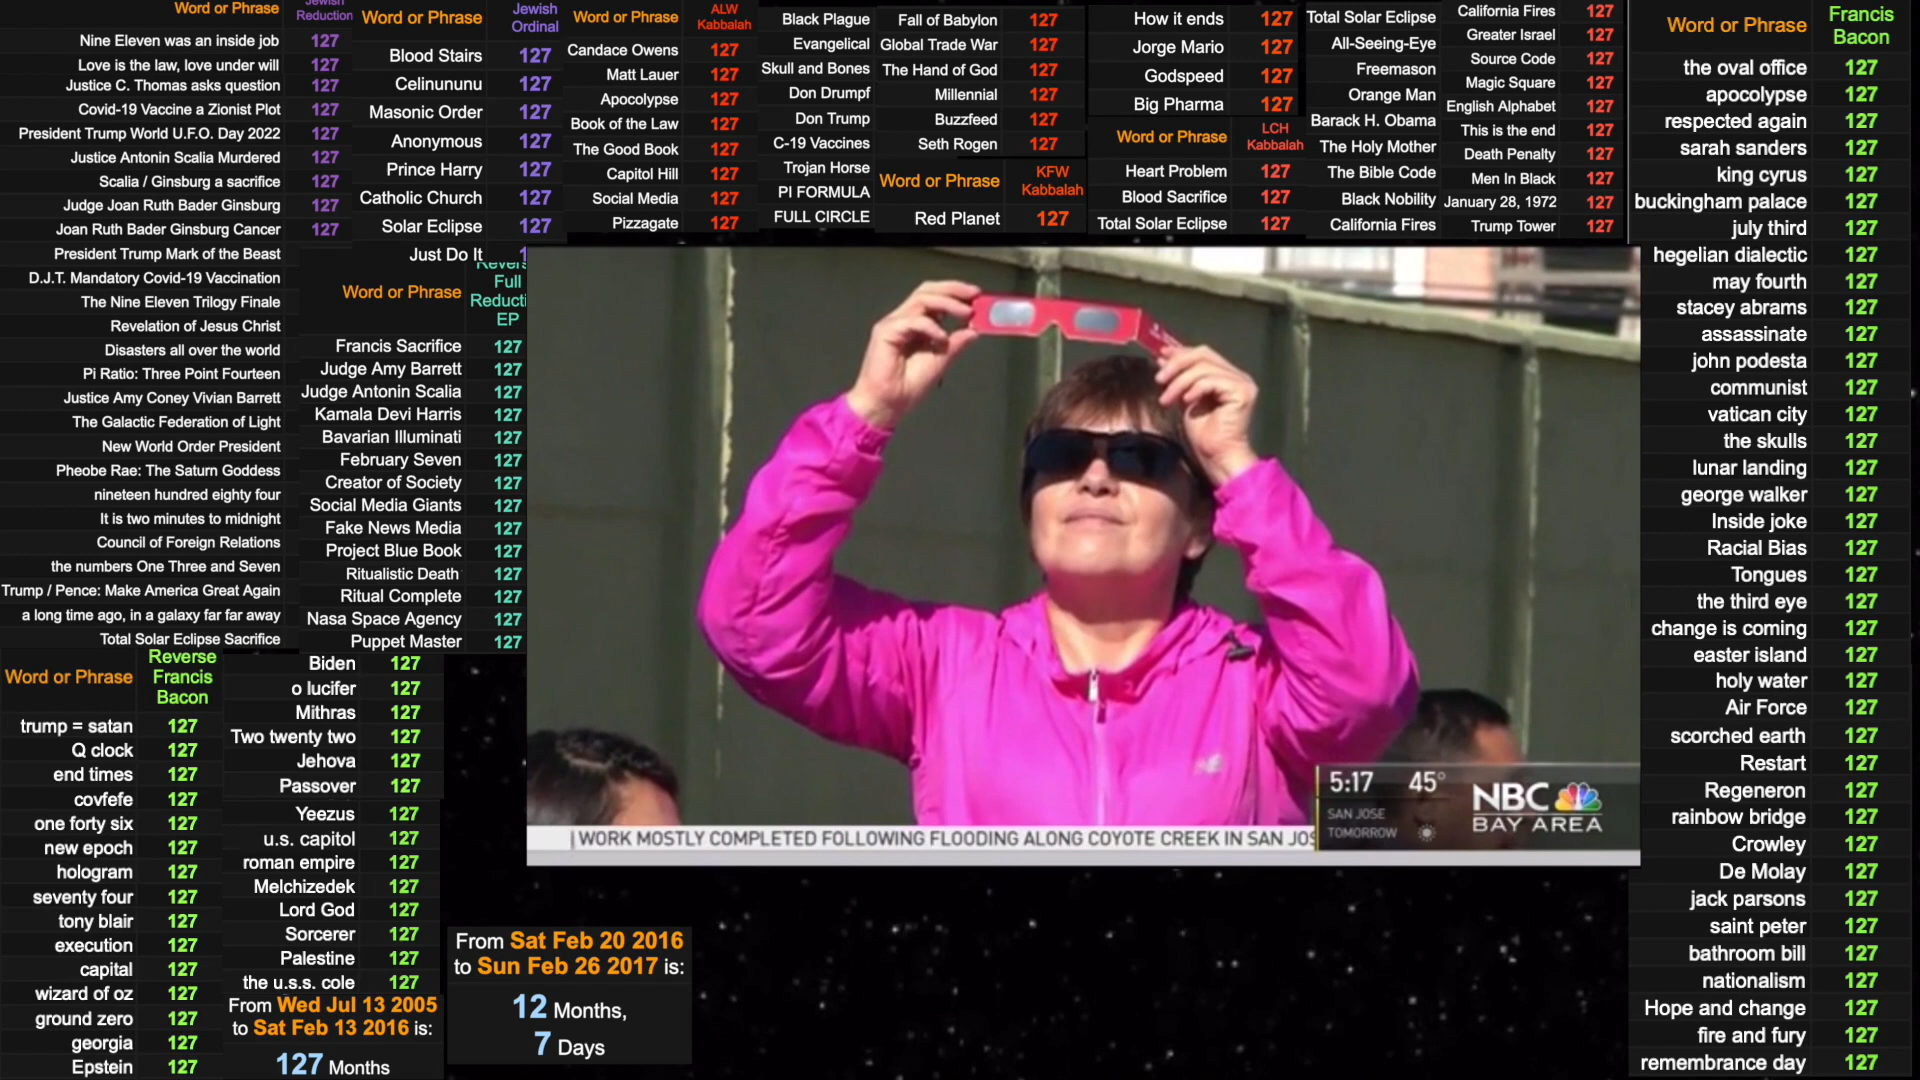 Word or Phrase Jewish Reduction
Nine Eleven was an inside job 127
Love is the law, love under will 127
Justice C. Thomas asks question 127
Covid-19 Vaccine a Zionist Plot 127
President Trump World U.F.O. Day 2022 127
Justice Antonin Scalia Murdered 127
Scalia / Ginsburg a sacrifice 127
Judge Joan Ruth Bader Ginsburg 127
Joan Ruth Bader Ginsburg Cancer 127
President Trump Mark of the Beast
D.J.T. Mandatory Covid-19 Vaccination
The Nine Eleven Trilogy Finale
Revelation of Jesus Christ
Disasters all over the world
Pi Ratio: Three Point Fourteen
Justice Amy Coney Vivian Barrett
The Galactic Federation of Light
New World Order President
Pheobe Rae: The Saturn Goddess
nineteen hundred eighty four
It is two minutes to midnight
Council of Foreign Relations
the numbers One Three and Seven
Trump / Pence: Make America Great Again
a long time ago, in a galaxy far far away
Total Solar Eclipse Sacrifice
Word or Phrase Jewish Ordinal
Blood Stairs 127
Celinununu 127
Masonic Order 127
Anonymous 127
Prince Harry 127
Catholic Church 127
Solar Eclipse 127
Just Do It 1
Word or Phrase Revers Full Reducti EP
Francis Sacrifice 127
Judge Amy Barrett 127
Judge Antonin Scalia 127
Kamala Devi Harris 127
Bavarian Illuminati 127
February Seven 127
Creator of Society 127
Social Media Giants 127
Fake News Media 127
Project Blue Book 127
Ritualistic Death 127
Ritual Complete 127
Nasa Space Agency 127
Puppet Master 127
Word or Phrase ALW Kabbalah
Candace Owens 127
Matt Lauer 127
Apocolypse 127
Book of the Law 127
The Good Book 127
Capitol Hill 127
Social Media 127
Pizzagate 127
Black Plague
Evangelical
Skull and Bones
Don Drumpf
Don Trump
C-19 Vaccines
Trojan Horse
PI FORMULA
FULL CIRCLE
Fall of Babylon 127
Global Trade War 127
The Hand of God 127
Millennial 127
Buzzfeed 127
Seth Rogen 127
Word or Phrase KFW Kabbalah
Red Planet 127
How it ends 127
Jorge Mario 127
Godspeed 127
Big Pharma 127
Word or Phrase LCH Kabbalah
Heart Problem 127
Blood Sacrifice 127
Total Solar Eclipse 127
Total Solar Eclipse
All-Seeing-Eye
Freemason
Orange Man
Barack H. Obama
The Holy Mother
The Bible Code
Black Nobility
California Fires
California Fires 127
Greater Israel 127
Source Code 127
Magic Square 127
English Alphabet 127
This is the end 127
Death Penalty 127
Men In Black 127
January 28, 1972 127
Trump Tower 127
Word or Phrase Francis Bacon
the oval office 127
apocolypse 127
respected again 127
sarah sanders 127
king cyrus 127
buckingham palace 127
july third 127
hegelian dialectic 127
may fourth 127
stacey abrams 127
assassinate 127
john podesta 127
communist 127
vatican city 127
the skulls 127
lunar landing 127
george walker 127
Inside joke 127
Racial Bias 127
Tongues 127
the third eye 127
change is coming 127
easter island 127
holy water 127
Air Force 127
scorched earth 127
Restart 127
Regeneron 127
rainbow bridge 127
Crowley 127
De Molay 127
jack parsons 127
saint peter 127
bathroom bill 127
nationalism 127
Hope and change 127
fire and fury 127
remembrance day 127
Word or Phrase Reverse Francis Bacon
trump = satan 127
Q clock 127
end times 127
covfefe 127
one forty six 127
new epoch 127
hologram 127
seventy four 127
tony blair 127
execution 127
capital 127
wizard of oz 127
ground zero 127
georgia 127
Epstein 127
Biden 127
o lucifer 127
Mithras 127
Two twenty two 127
Jehova 127
Passover 127
Yeezus 127
u.s. capitol 127
roman empire 127
Melchizedek 127
Lord God 127
Sorcerer 127
Palestine 127
the u.s.s. cole 127
From Wed Jul 13 2005
to Sat Feb 13 2016 is:
127 Months
From Sat Feb 20 2016
to Sun Feb 26 2017 is:
12 Months,
7 Days
5:17 45°
SAN JOSE
TOMORROW
NBC
BAY AREA
WORK MOSTLY COMPLETED FOLLOWING FLOODING ALONG COYOTE CREEK IN SAN JOS